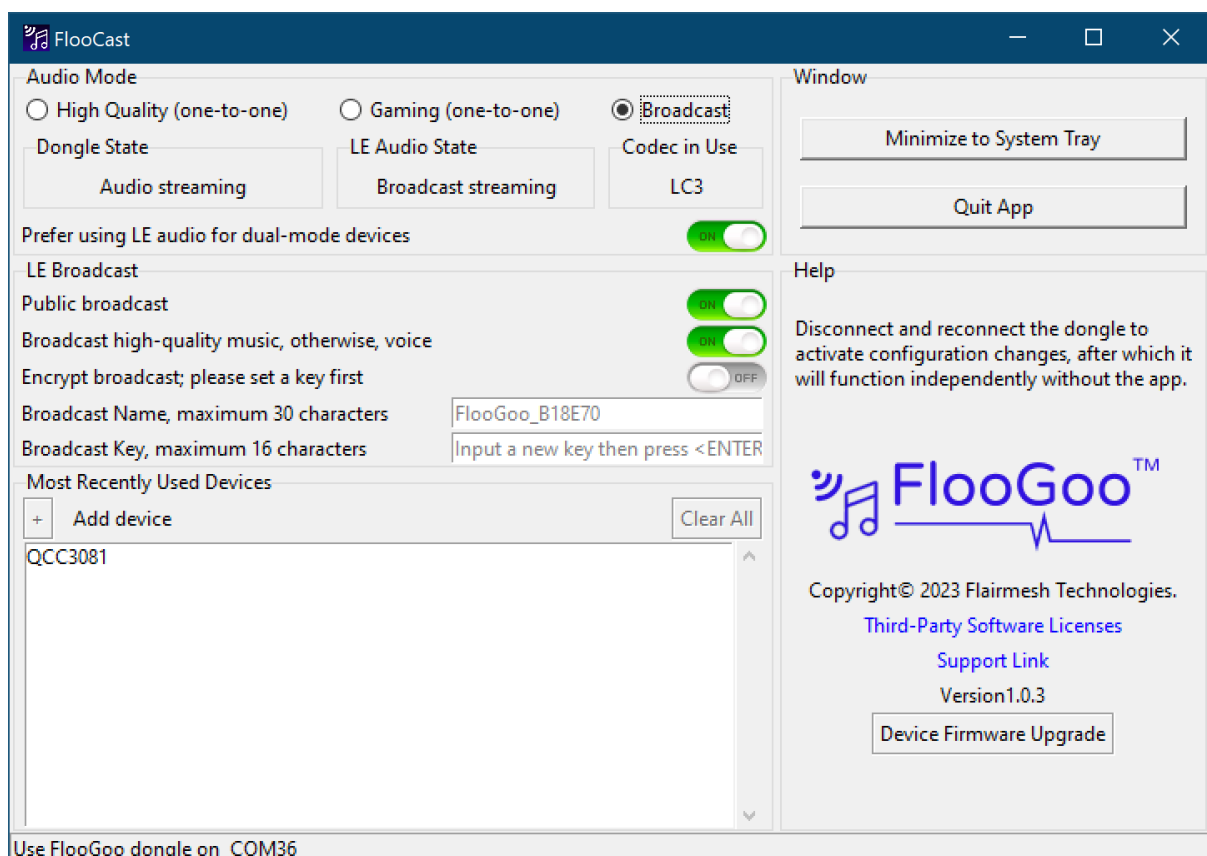 FlooCast
Audio Mode
High Quality (one-to-one)
Gaming (one-to-one)
Broadcast
Dongle State
LE Audio State
Codec in Use
Audio streaming
Broadcast streaming
LC3
Prefer using LE audio for dual-mode devices
ON
LE Broadcast
Public broadcast
ON
Broadcast high-quality music, otherwise, voice
ON
Encrypt broadcast; please set a key first
OFF
Broadcast Name, maximum 30 characters
FlooGoo_B18E70
Broadcast Key, maximum 16 characters
Input a new key then press <ENTER
Most Recently Used Devices
+
Add device
Clear All
QCC3081
Window
Minimize to System Tray
Quit App
Help
Disconnect and reconnect the dongle to
activate configuration changes, after which it
will function independently without the app.
FlooGoo™
Copyright© 2023 Flairmesh Technologies.
Third-Party Software Licenses
Support Link
Version1.0.3
Device Firmware Upgrade
Use FlooGoo dongle on  COM36